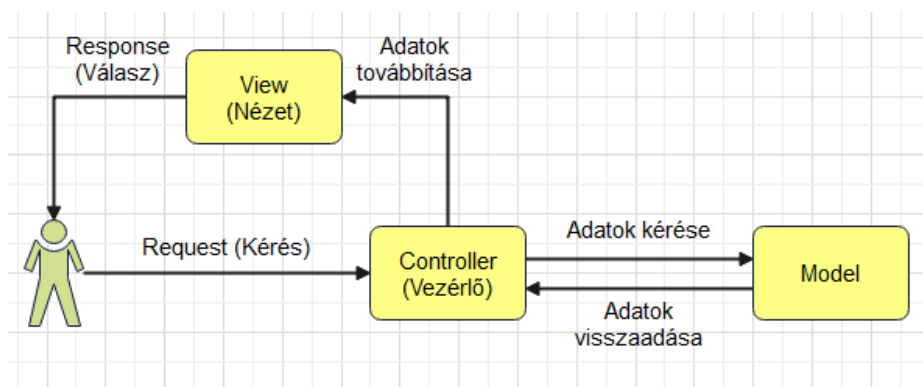 Response
(Válasz)
View
(Nézet)
Adatok
továbbítása
Request (Kérés)
Controller
(Vezérlő)
Adatok kérése
Adatok
visszaadása
Model